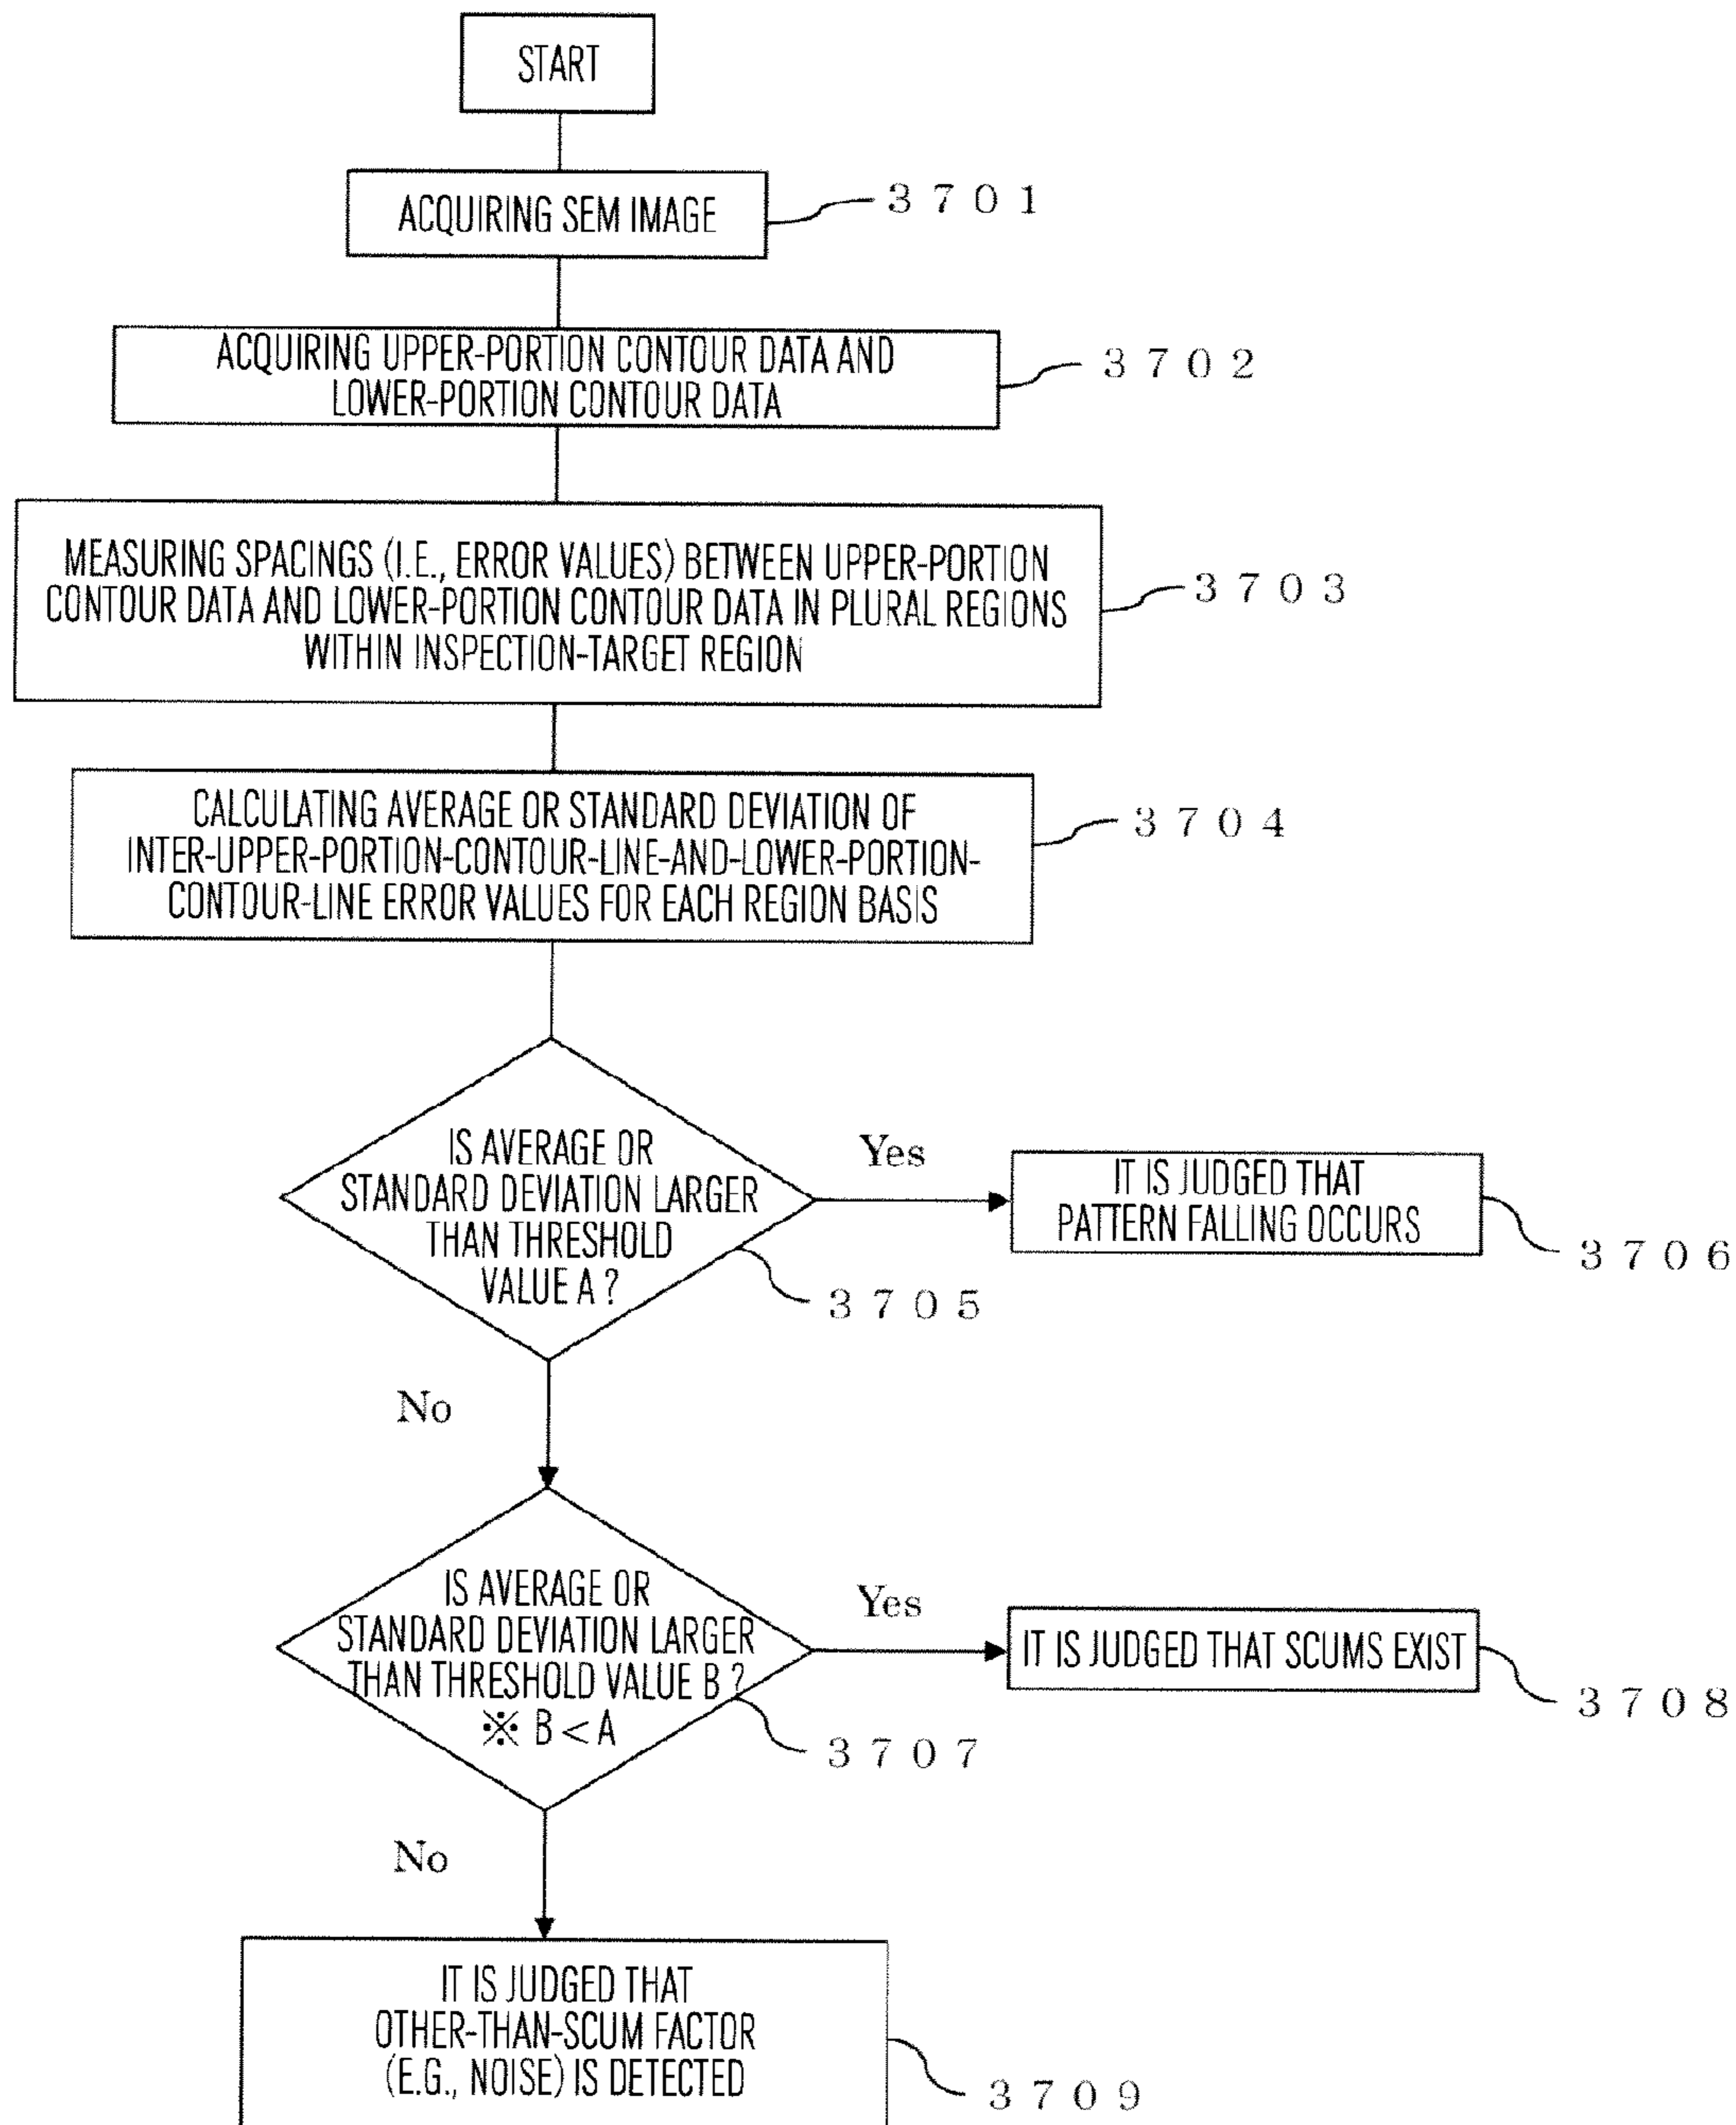 START
ACQUIRING SEM IMAGE
3701
ACQUIRING UPPER-PORTION CONTOUR DATA AND
LOWER-PORTION CONTOUR DATA
3702
MEASURING SPACINGS (I.E., ERROR VALUES) BETWEEN UPPER-PORTION
CONTOUR DATA AND LOWER-PORTION CONTOUR DATA IN PLURAL REGIONS
WITHIN INSPECTION-TARGET REGION
3703
CALCULATING AVERAGE OR STANDARD DEVIATION OF
INTER-UPPER-PORTION-CONTOUR-LINE-AND-LOWER-PORTION-
CONTOUR-LINE ERROR VALUES FOR EACH REGION BASIS
3704
IS AVERAGE OR
STANDARD DEVIATION LARGER
THAN THRESHOLD
VALUE A ?
3705
Yes
IT IS JUDGED THAT
PATTERN FALLING OCCURS
3706
No
IS AVERAGE OR
STANDARD DEVIATION LARGER
THAN THRESHOLD VALUE B ?
※ B < A
3707
Yes
IT IS JUDGED THAT SCUMS EXIST
3708
No
IT IS JUDGED THAT
OTHER-THAN-SCUM FACTOR
(E.G., NOISE) IS DETECTED
3709